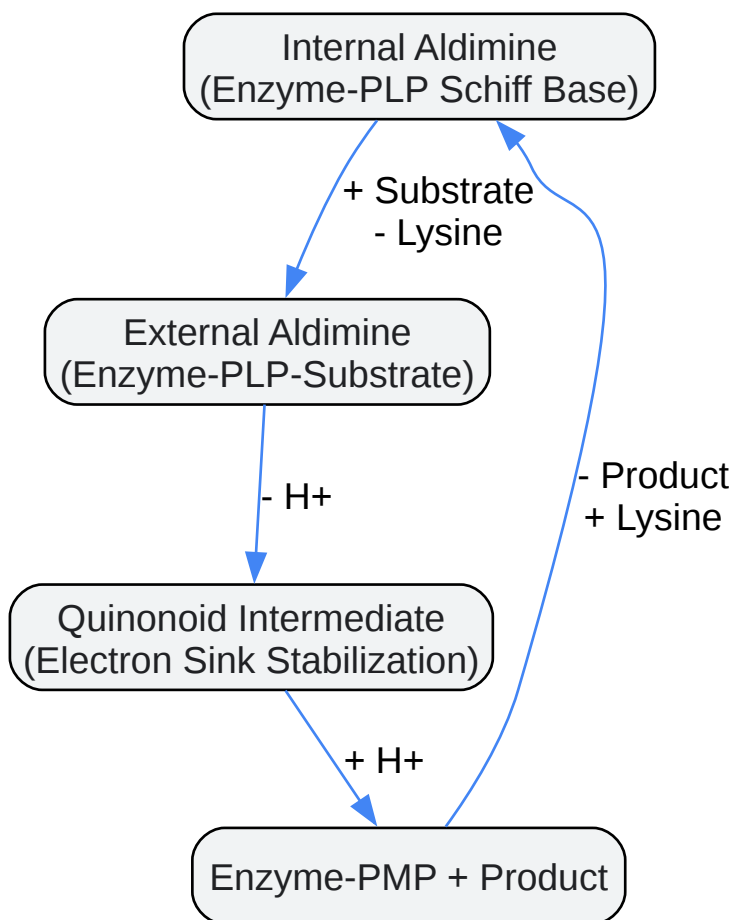 Internal Aldimine
(Enzyme-PLP Schiff Base)
+ Substrate
- Lysine
External Aldimine
(Enzyme-PLP-Substrate)
- H+
- Product
+ Lysine
Quinonoid Intermediate
(Electron Sink Stabilization)
+ H+
Enzyme-PMP + Product